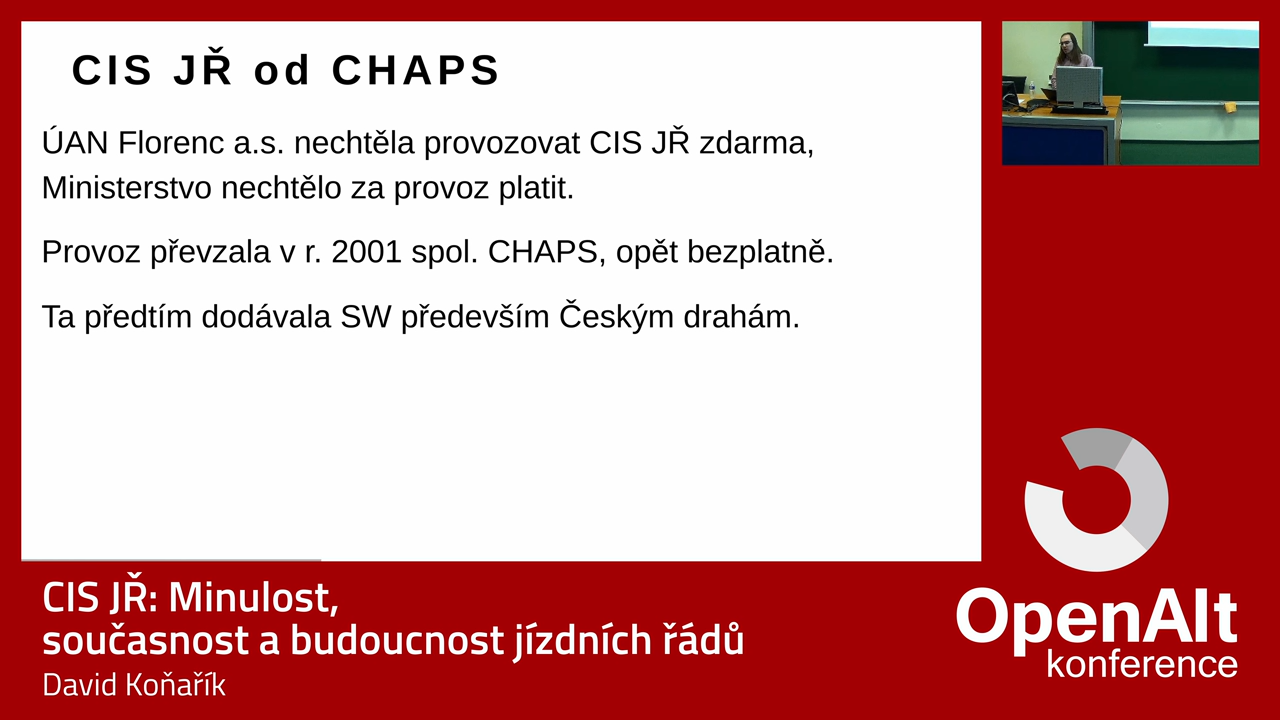 CIS JŘ od CHAPS
ÚAN Florenc a.s. nechtěla provozovat CIS JŘ zdarma,
Ministerstvo nechtělo za provoz platit.
Provoz převzala v r. 2001 spol. CHAPS, opět bezplatně.
Ta předtím dodávala SW především Českým drahám.
CIS JŘ: Minulost,
současnost a budoucnost jízdních řádů
David Koňařík
OpenAlt
konference